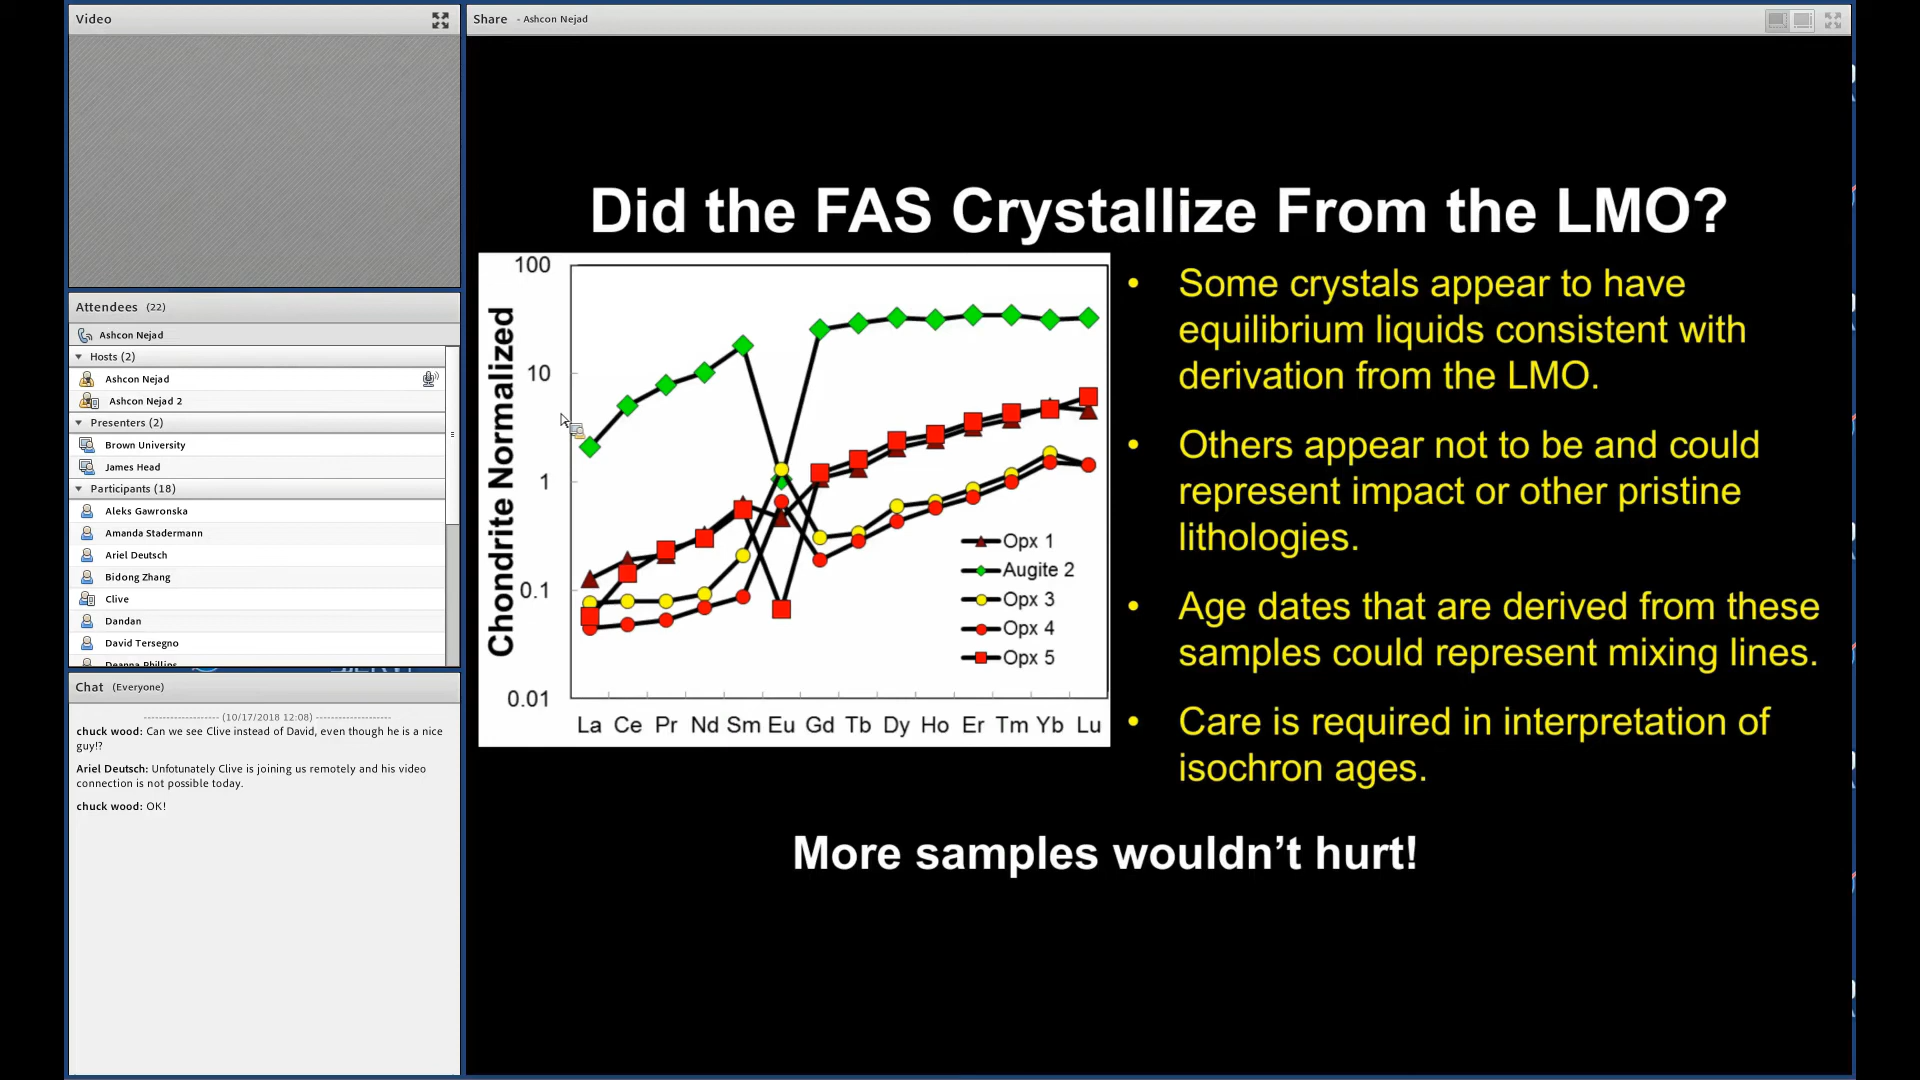 Video
Share - Ashcon Nejad
Attendees (22)
Ashcon Nejad
Hosts (2)
Ashcon Nejad
Ashcon Nejad 2
Presenters (2)
Brown University
James Head
Participants (18)
Aleks Gawronska
Amanda Stadermann
Ariel Deutsch
Bidong Zhang
Clive
Dandan
David Tersegno
Deanna Phillips
Chat (Everyone)
-------------------- (10/17/2018 12:08) --------------------
chuck wood: Can we see Clive instead of David, even though he is a nice
guy!?
Ariel Deutsch: Unfotunately Clive is joining us remotely and his video
connection is not possible today.
chuck wood: OK!
Did the FAS Crystallize From the LMO?
Chondrite Normalized
100
10
1
0.1
0.01
La Ce Pr Nd Sm Eu Gd Tb Dy Ho Er Tm Yb Lu
Opx 1
Augite 2
Opx 3
Opx 4
Opx 5
• Some crystals appear to have
equilibrium liquids consistent with
derivation from the LMO.
• Others appear not to be and could
represent impact or other pristine
lithologies.
• Age dates that are derived from these
samples could represent mixing lines.
• Care is required in interpretation of
isochron ages.
More samples wouldn’t hurt!